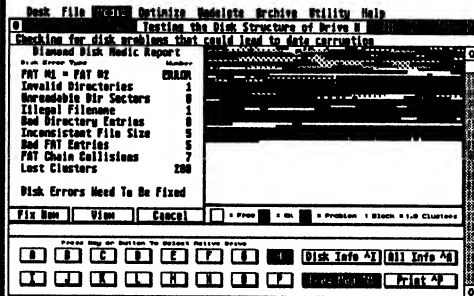 Desk File Medic Optimize Undelete Archive Utility Help
Testing the Disk Structure of Drive N
Checking for disk problems that could lead to data corruption
Diamond Disk Medic Report
Disk Error Type Number
FAT #1 = FAT #2 ERROR
Invalid Directories 1
Unreadable Dir Sectors 0
Illegal Filename 1
Bad Directory Entries 5
Inconsistent File Size 5
Bad FAT Entries 5
FAT Chain Collisions 7
Lost Clusters 280
Disk Errors Need To Be Fixed
Fix Now View Cancel
= Free = OK = Problem 1 Block = 1.0 Clusters
Press Key or Button To Select Active Drive
A B C D E F G Disk Info ^I All Info ^A
I J K L M N O P Print ^P